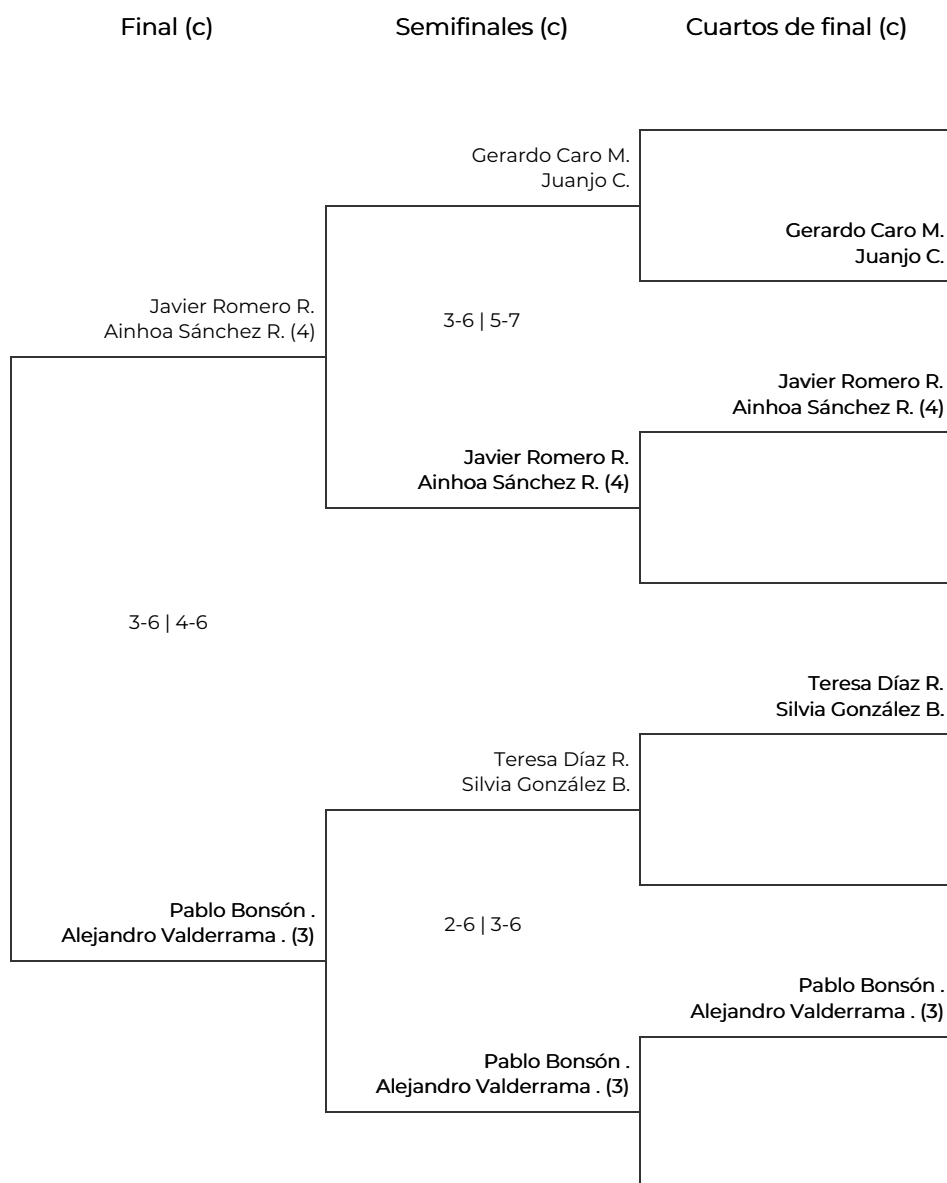 Final (c)
Semifinales (c)
Cuartos de final (c)
Gerardo Caro M.
Juanjo C.
Gerardo Caro M.
Juanjo C.
Javier Romero R.
Ainhoa Sánchez R. (4)
3-6 | 5-7
Javier Romero R.
Ainhoa Sánchez R. (4)
Javier Romero R.
Ainhoa Sánchez R. (4)
3-6 | 4-6
Teresa Díaz R.
Silvia González B.
Teresa Díaz R.
Silvia González B.
Pablo Bonsón .
Alejandro Valderrama . (3)
2-6 | 3-6
Pablo Bonsón .
Alejandro Valderrama . (3)
Pablo Bonsón .
Alejandro Valderrama . (3)